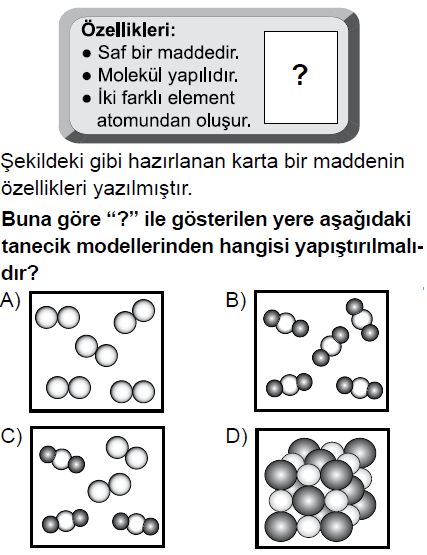 Özellikleri:
● Saf bir maddedir.
● Molekül yapılıdır.
● İki farklı element
atomundan oluşur.
?
Şekildeki gibi hazırlanan karta bir maddenin
özellikleri yazılmıştır.
Buna göre “?” ile gösterilen yere aşağıdaki
tanecik modellerinden hangisi yapıştırılmalı-
dır?
A)
B)
C)
D)